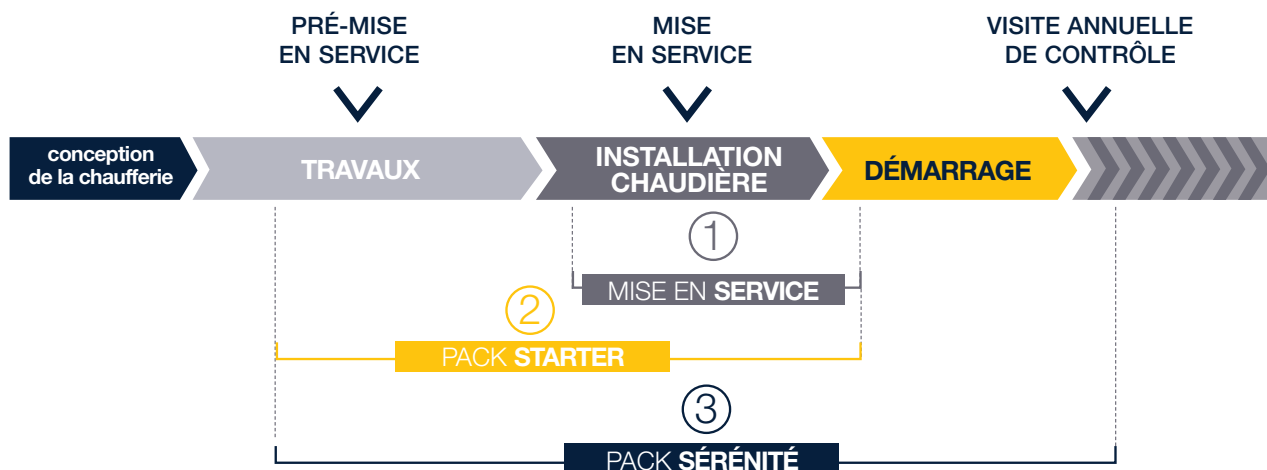 PRÉ-MISE
EN SERVICE
MISE
EN SERVICE
VISITE ANNUELLE
DE CONTRÔLE
conception
de la chaufferie
TRAVAUX
INSTALLATION
CHAUDIÈRE
DÉMARRAGE
1
MISE EN SERVICE
2
PACK STARTER
3
PACK SÉRÉNITÉ